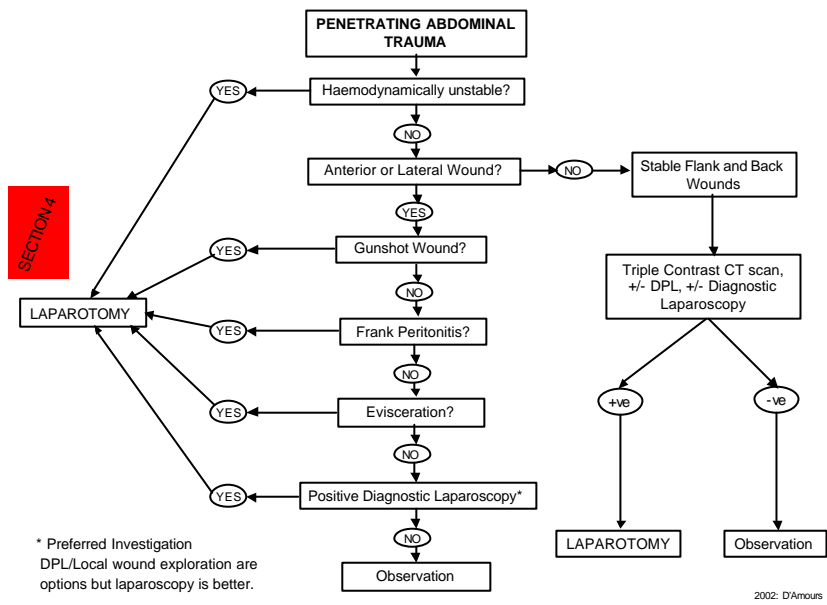 PENETRATING ABDOMINAL
TRAUMA
YES
Haemodynamically unstable?
NO
Anterior or Lateral Wound?
NO
Stable Flank and Back
Wounds
YES
SECTION 4
YES
Gunshot Wound?
Triple Contrast CT scan,
+/- DPL, +/- Diagnostic
Laparoscopy
NO
LAPAROTOMY
YES
Frank Peritonitis?
NO
+ve
-ve
YES
Evisceration?
NO
YES
Positive Diagnostic Laparoscopy*
NO
* Preferred Investigation
DPL/Local wound exploration are
options but laparoscopy is better.
Observation
LAPAROTOMY
Observation
2002: D'Amours